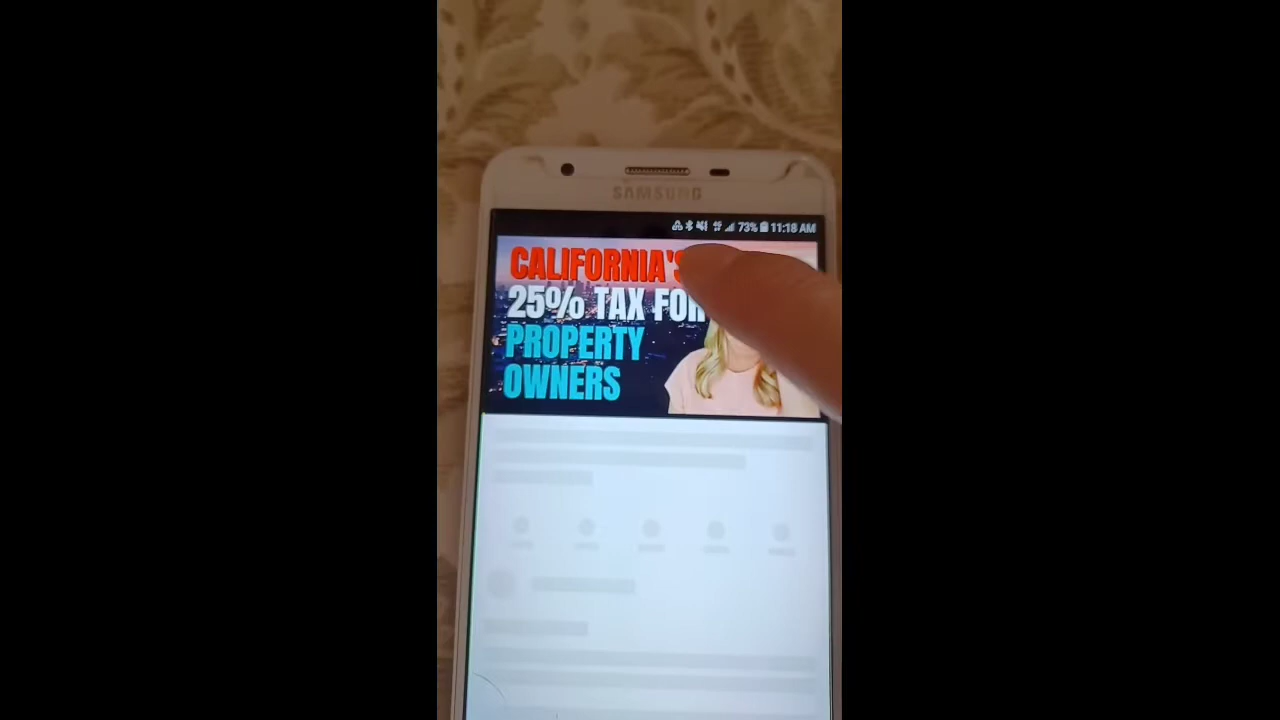 SAMSUNG
73% 11:18 AM
CALIFORNIA'S
25% TAX FOR
PROPERTY
OWNERS